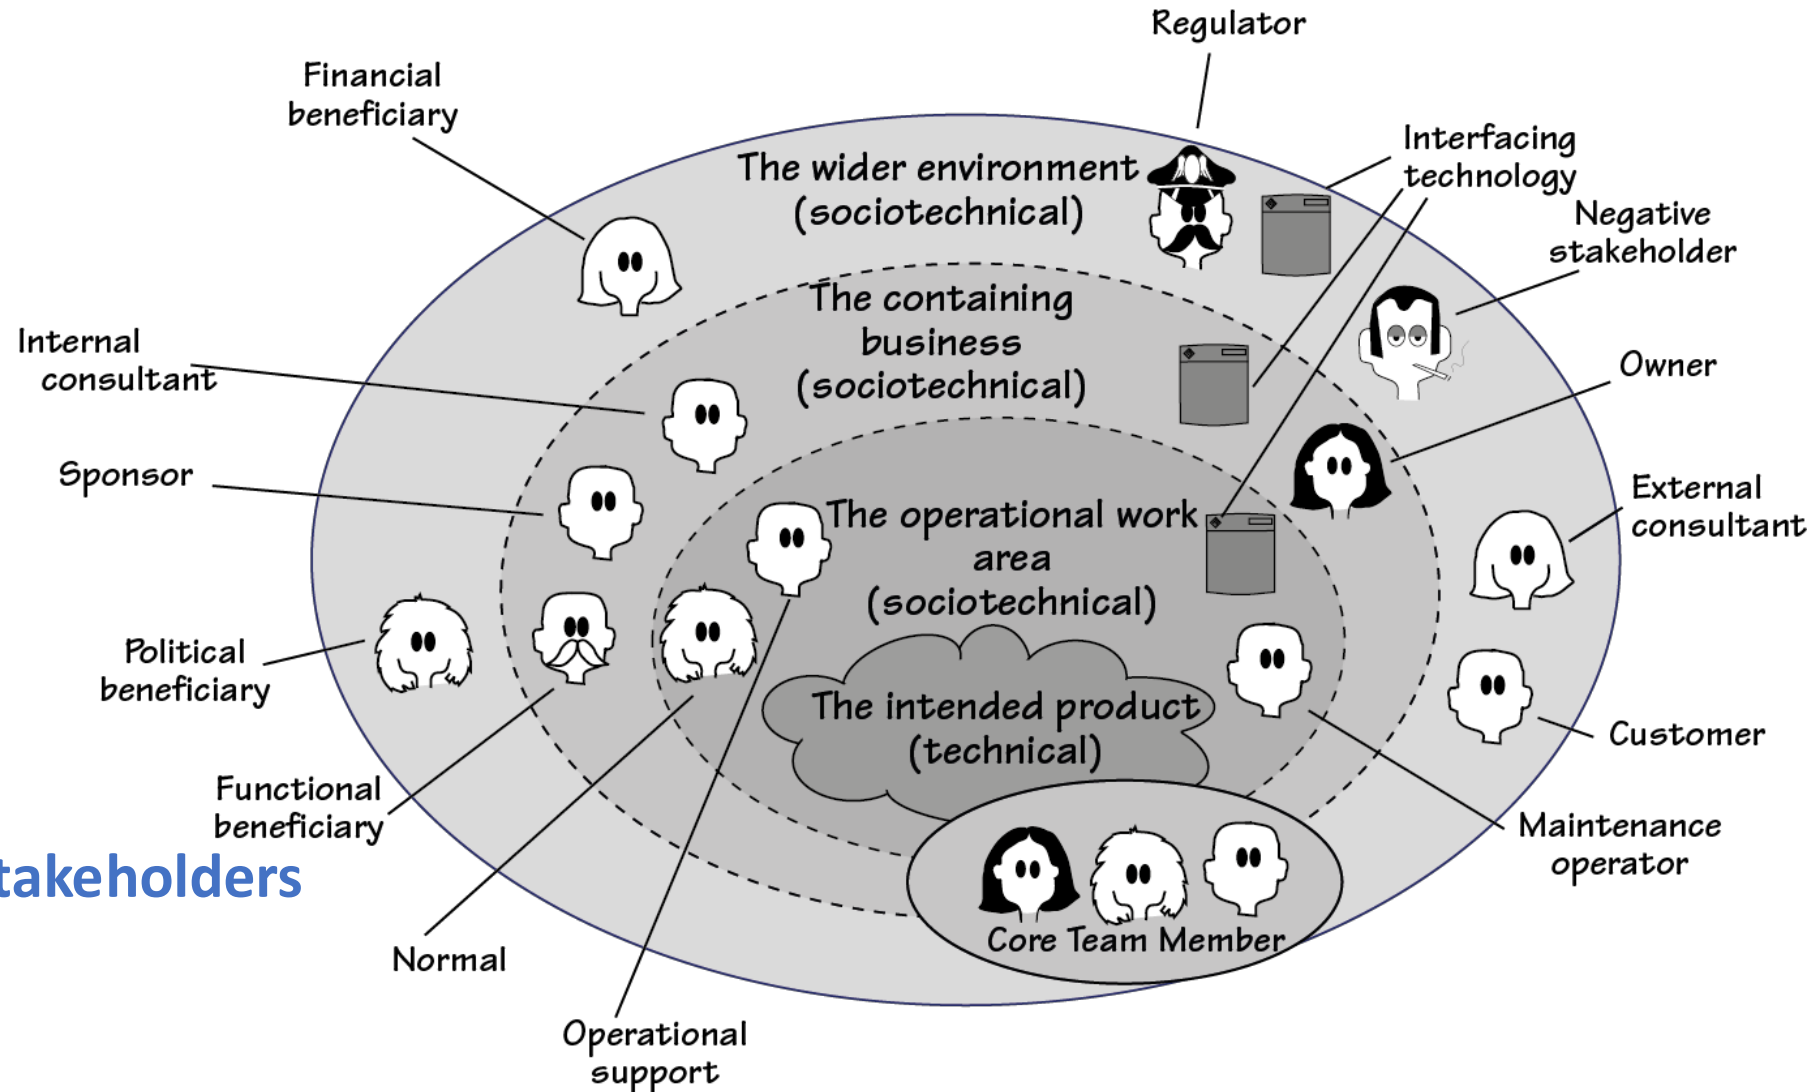 Regulator
Financial
beneficiary
Interfacing
technology
The wider environment
(sociotechnical)
Negative
stakeholder
The containing
business
(sociotechnical)
Internal
consultant
Owner
Sponsor
External
consultant
The operational work
area
(sociotechnical)
Political
beneficiary
The intended product
(technical)
Customer
Functional
beneficiary
Maintenance
operator
takeholders
Core Team Member
Normal
Operational
support